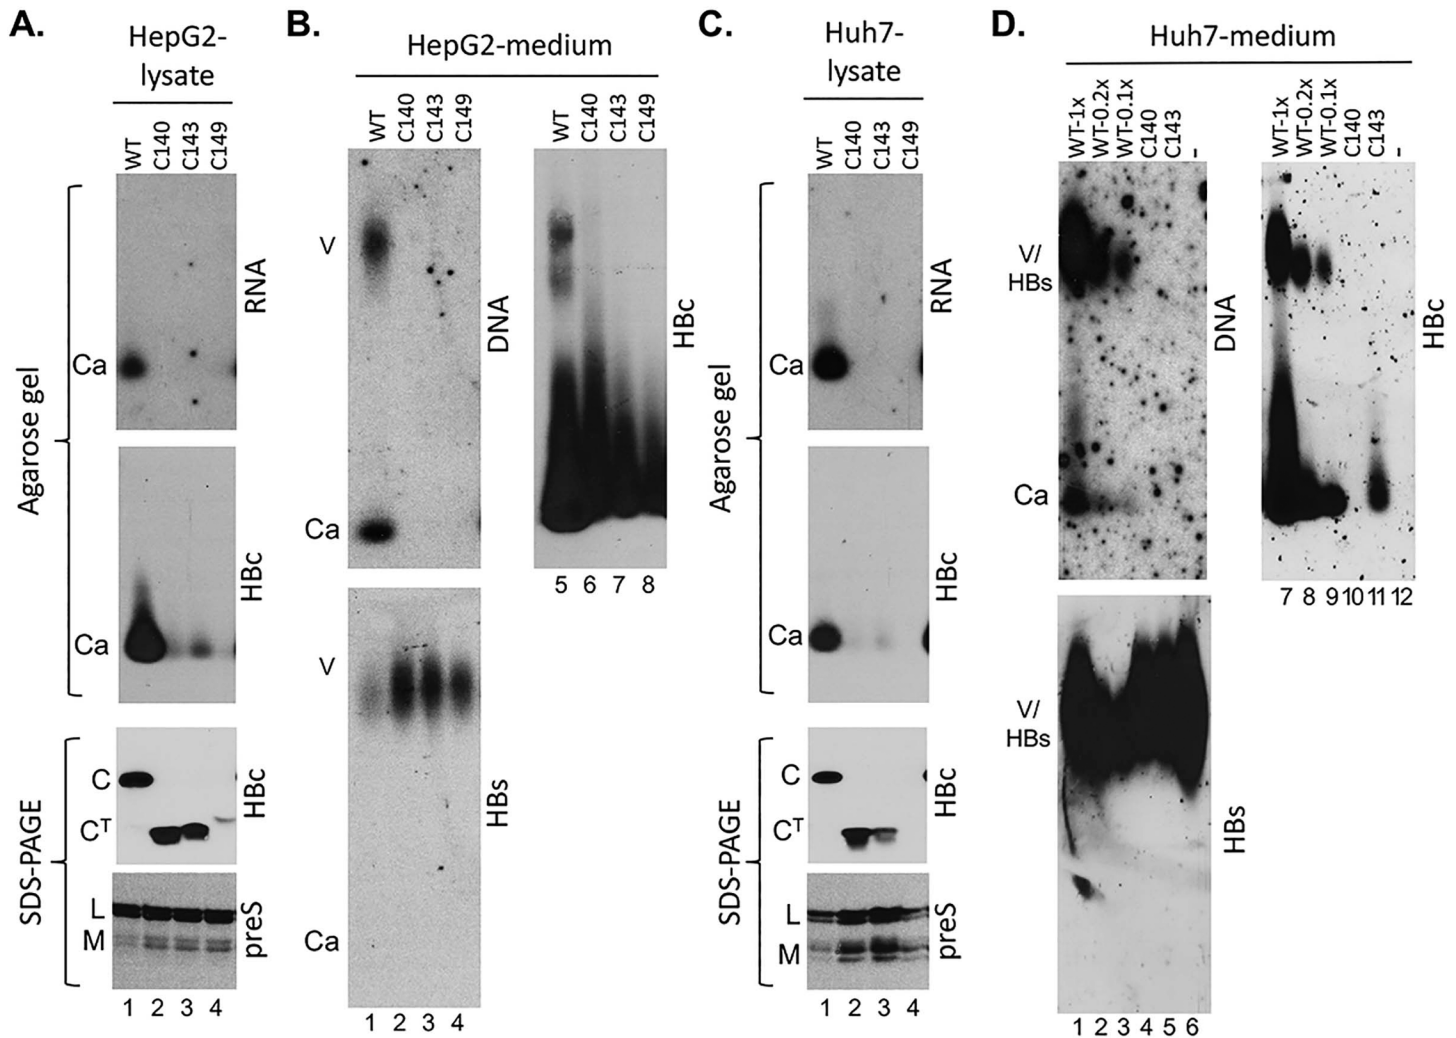 A.
HepG2-
lysate
WT
C140
C143
C149
Agarose gel
Ca
RNA
Ca
HBc
SDS-PAGE
C
C^T
HBc
L
M
preS
1 2 3 4
B.
HepG2-medium
WT
C140
C143
C149
V
Ca
DNA
WT
C140
C143
C149
HBc
5 6 7 8
V
Ca
HBs
1 2 3 4
C.
Huh7-
lysate
WT
C140
C143
C149
Agarose gel
Ca
RNA
Ca
HBc
SDS-PAGE
C
C^T
HBc
L
M
preS
1 2 3 4
D.
Huh7-medium
WT-1x
WT-0.2x
WT-0.1x
C140
C143
-
V/
HBs
Ca
DNA
WT-1x
WT-0.2x
WT-0.1x
C140
C143
-
HBc
7 8 9 10 11 12
V/
HBs
HBs
1 2 3 4 5 6